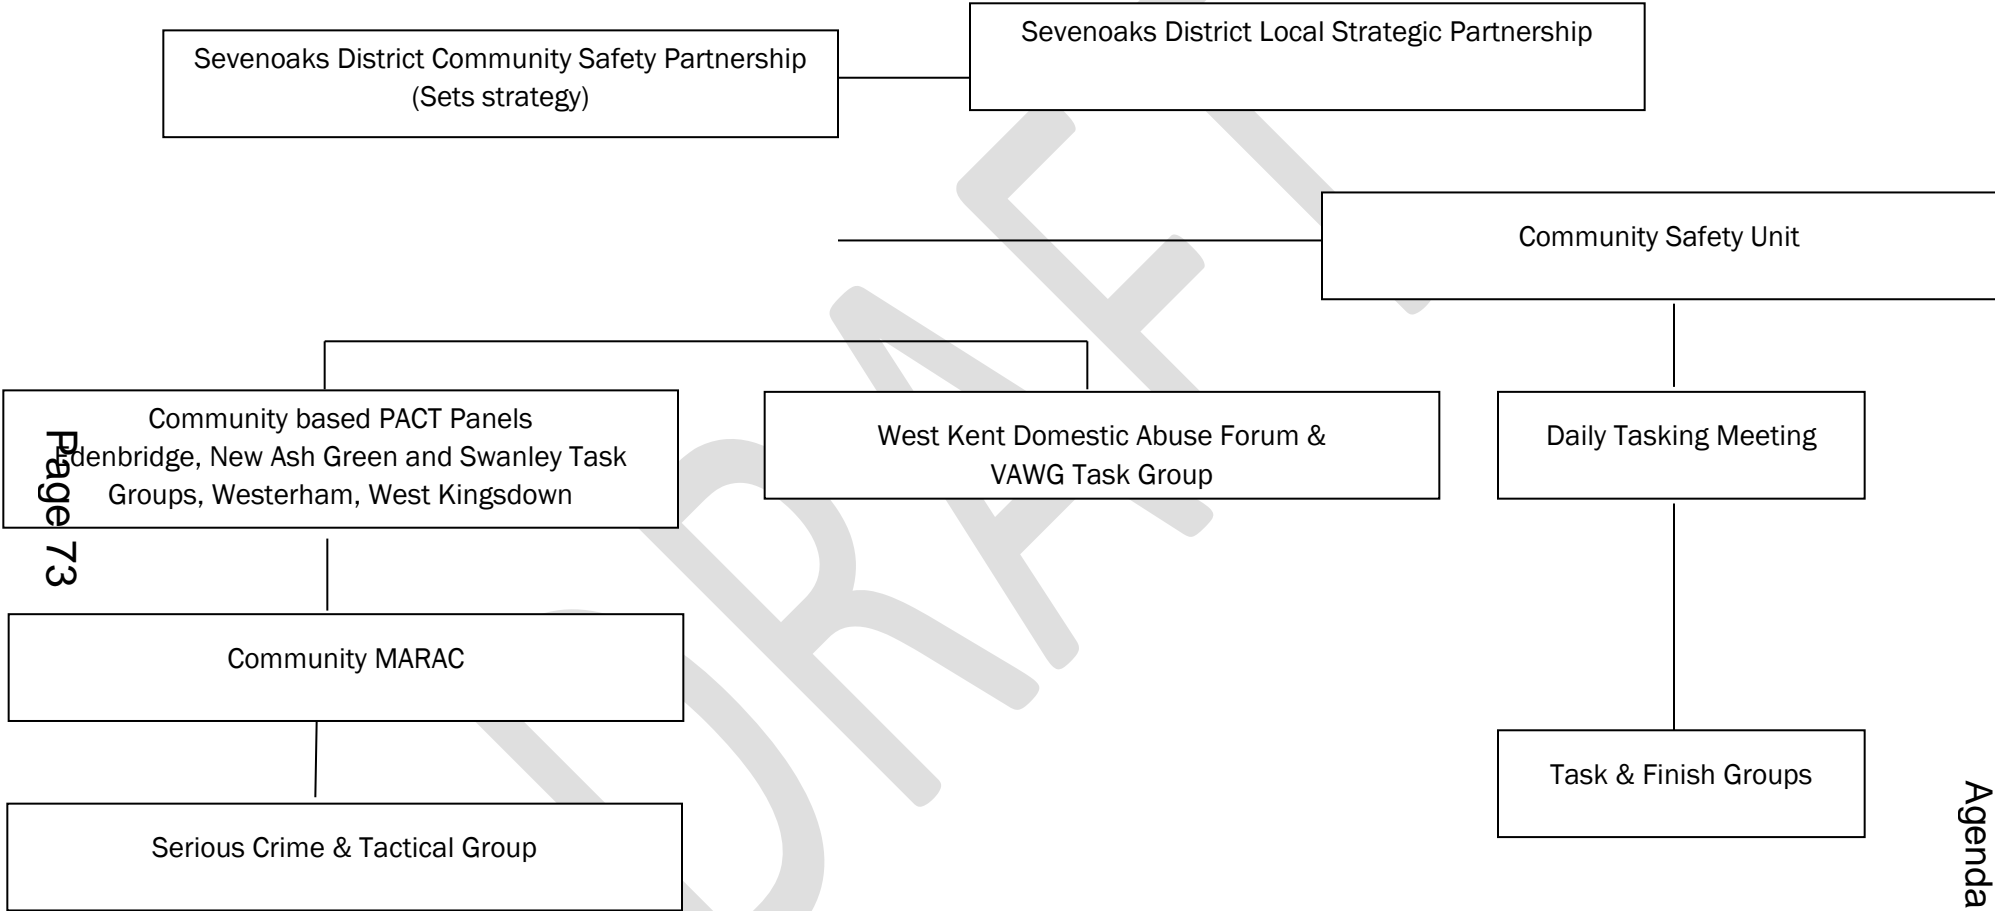 Sevenoaks District Local Strategic Partnership
Sevenoaks District Community Safety Partnership
(Sets strategy)
Community Safety Unit
Community based PACT Panels
Edenbridge, New Ash Green and Swanley Task
Groups, Westerham, West Kingsdown
West Kent Domestic Abuse Forum &
VAWG Task Group
Daily Tasking Meeting
Community MARAC
Task & Finish Groups
Serious Crime & Tactical Group
Page 73
Agenda
DRAFT